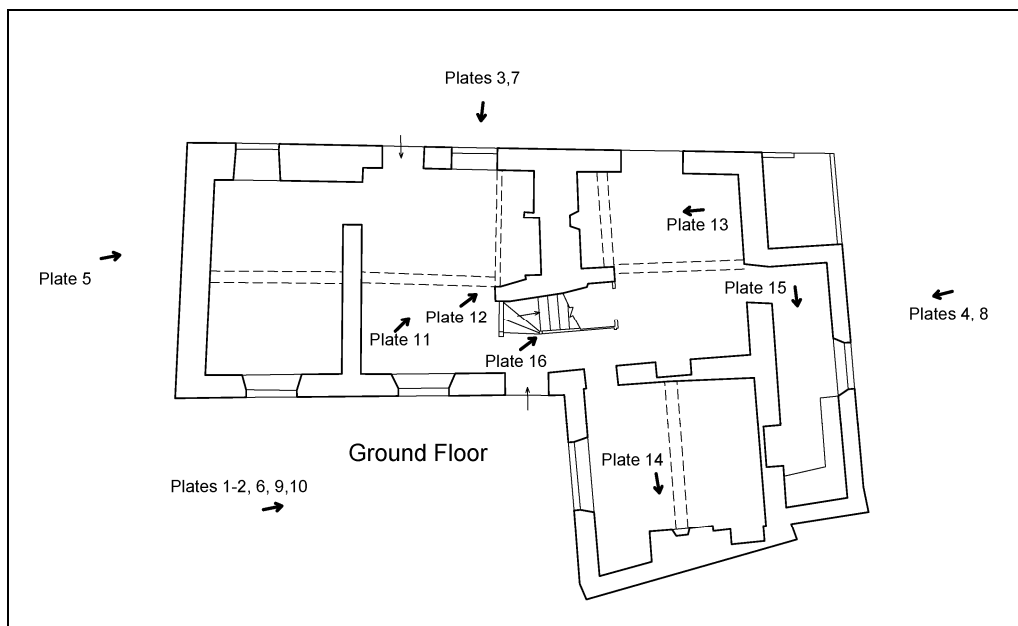 Plates 3,7
Plate 13
Plate 5
Plate 15
Plate 12
Plates 4, 8
Plate 11
Plate 16
Ground Floor
Plate 14
Plates 1-2, 6, 9,10